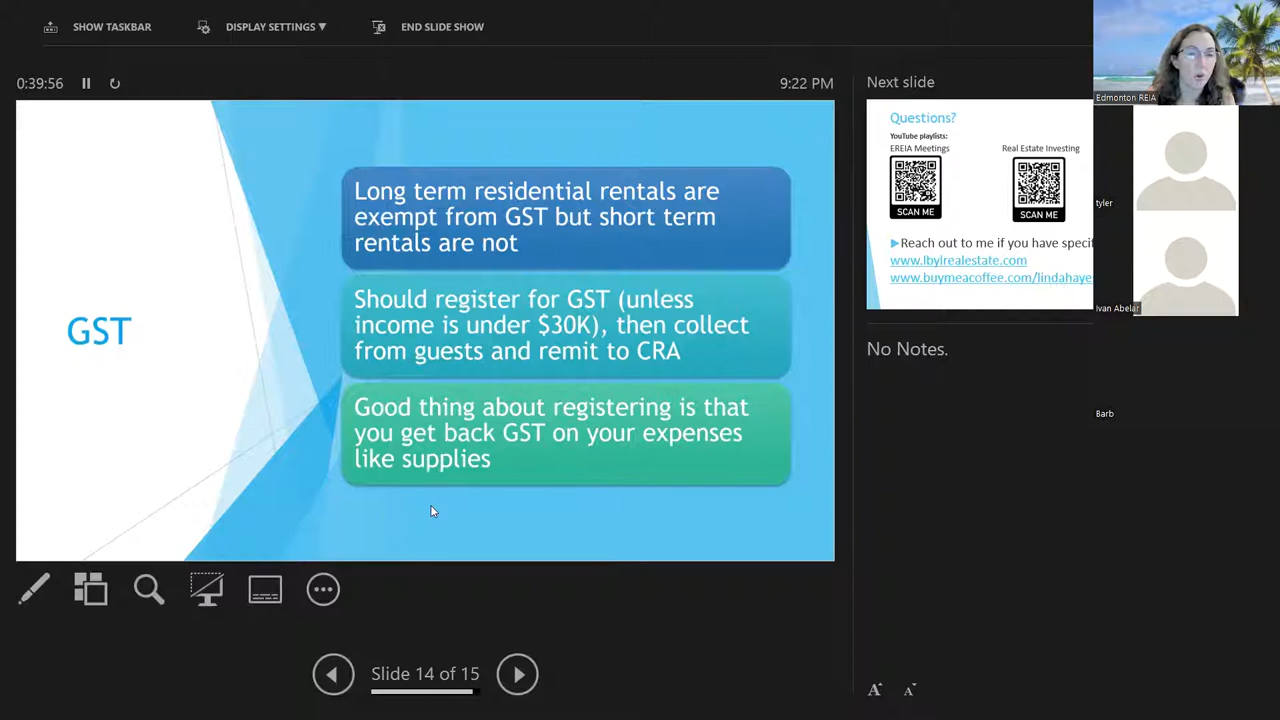 SHOW TASKBAR
DISPLAY SETTINGS ▼
END SLIDE SHOW
0:39:56
9:22 PM
GST
Long term residential rentals are
exempt from GST but short term
rentals are not
Should register for GST (unless
income is under $30K), then collect
from guests and remit to CRA
Good thing about registering is that
you get back GST on your expenses
like supplies
Slide 14 of 15
Next slide
Questions?
YouTube playlists:
EREIA Meetings
Real Estate Investing
SCAN ME
SCAN ME
►Reach out to me if you have specif
www.lbylrealestate.com
www.buymeacoffee.com/lindahaye
No Notes.
A
A
Edmonton REIA
tyler
Ivan Abelar
Barb